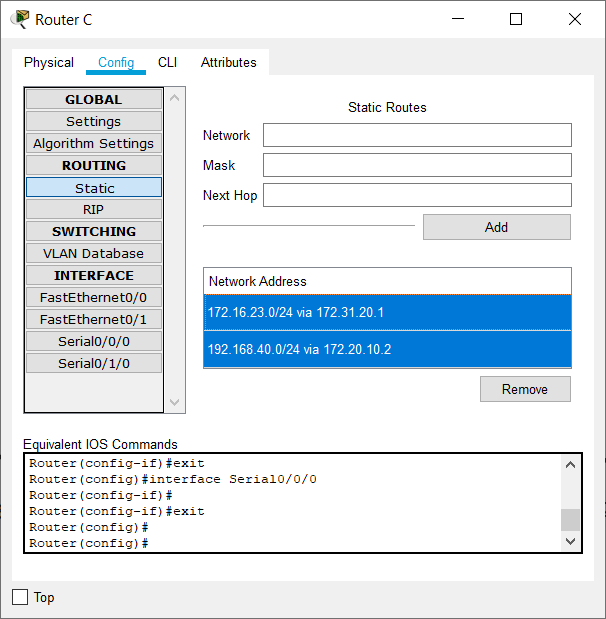 Router C
Physical Config CLI Attributes
GLOBAL
Settings
Algorithm Settings
ROUTING
Static
RIP
SWITCHING
VLAN Database
INTERFACE
FastEthernet0/0
FastEthernet0/1
Serial0/0/0
Serial0/1/0
Static Routes
Network
Mask
Next Hop
Add
Network Address
172.16.23.0/24 via 172.31.20.1
192.168.40.0/24 via 172.20.10.2
Remove
Equivalent IOS Commands
Router(config-if)#exit
Router(config)#interface Serial0/0/0
Router(config-if)#
Router(config-if)#exit
Router(config)#
Router(config)#
Top